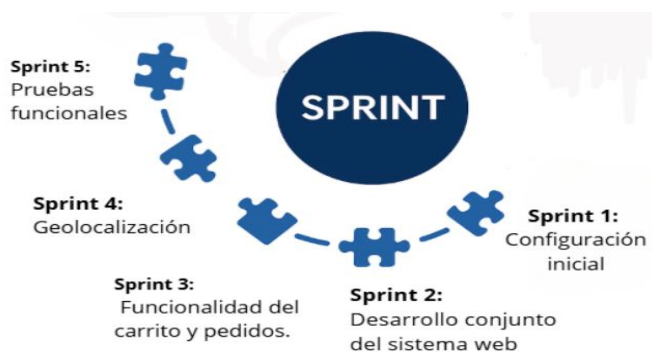 SPRINT
Sprint 5:
Pruebas
funcionales
Sprint 4:
Geolocalización
Sprint 3:
Funcionalidad del
carrito y pedidos.
Sprint 2:
Desarrollo conjunto
del sistema web
Sprint 1:
Configuración
inicial